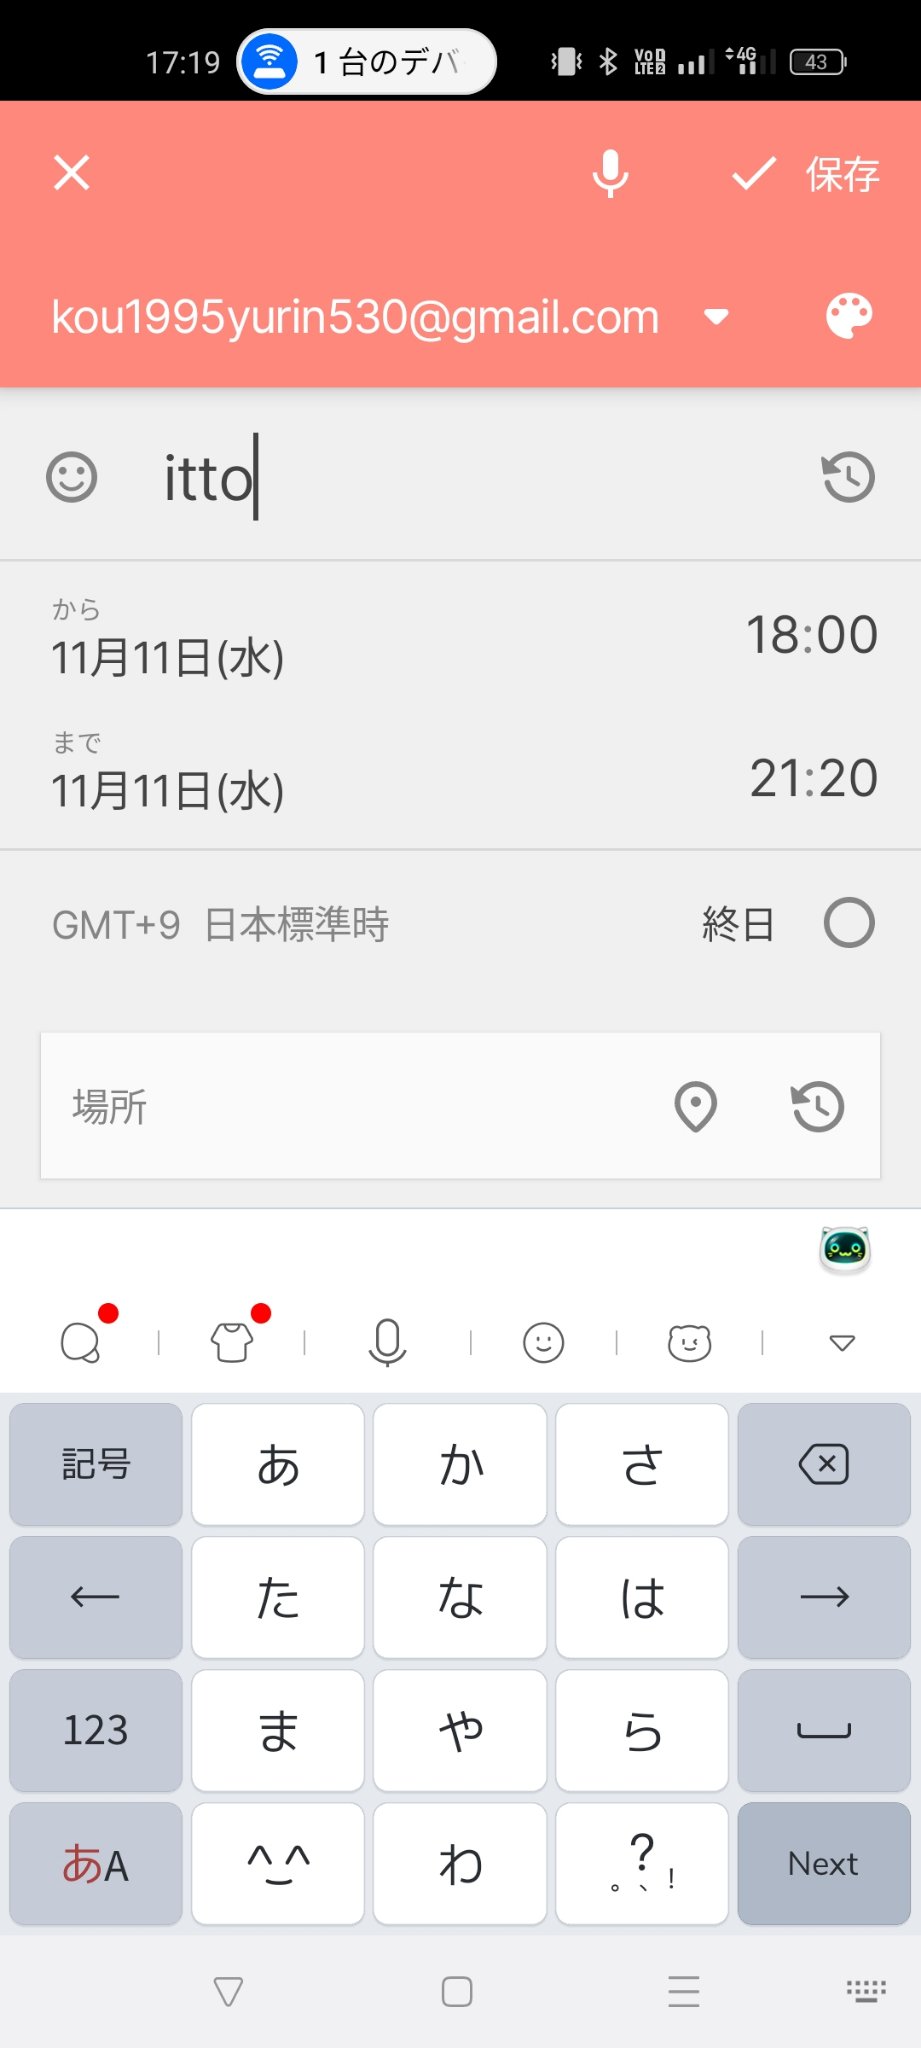 17:19 1台のデバ VoD LTE2 4G 43
保存
kou1995yurin530@gmail.com
itto
から
11月11日(水) 18:00
まで
11月11日(水) 21:20
GMT+9 日本標準時 終日
場所
記号 あ か さ
← た な は →
123 ま や ら
あA ^_^ わ ?。、! Next